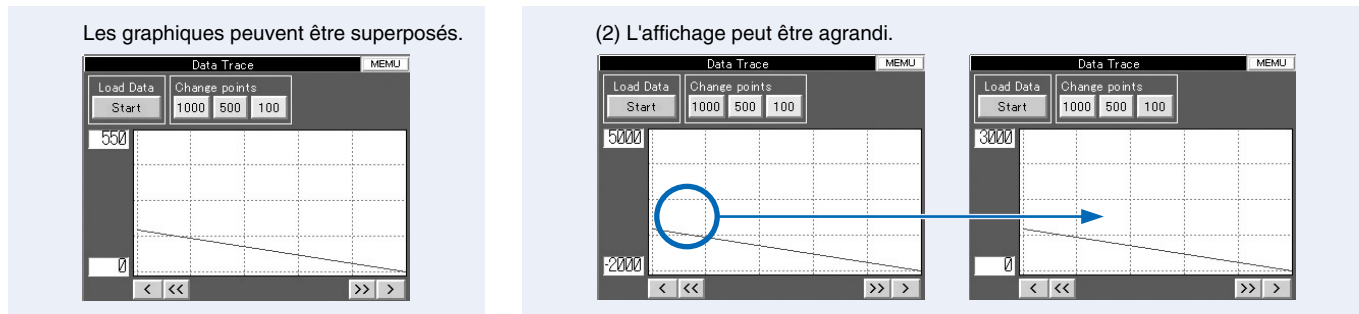 Les graphiques peuvent être superposés.
Data Trace MEMU
Load Data Change points
Start 1000 500 100
550
0
< << >> >
(2) L'affichage peut être agrandi.
Data Trace MEMU
Load Data Change points
Start 1000 500 100
5000
-2000
< << >> >
Data Trace MEMU
Load Data Change points
Start 1000 500 100
3000
0
< << >> >